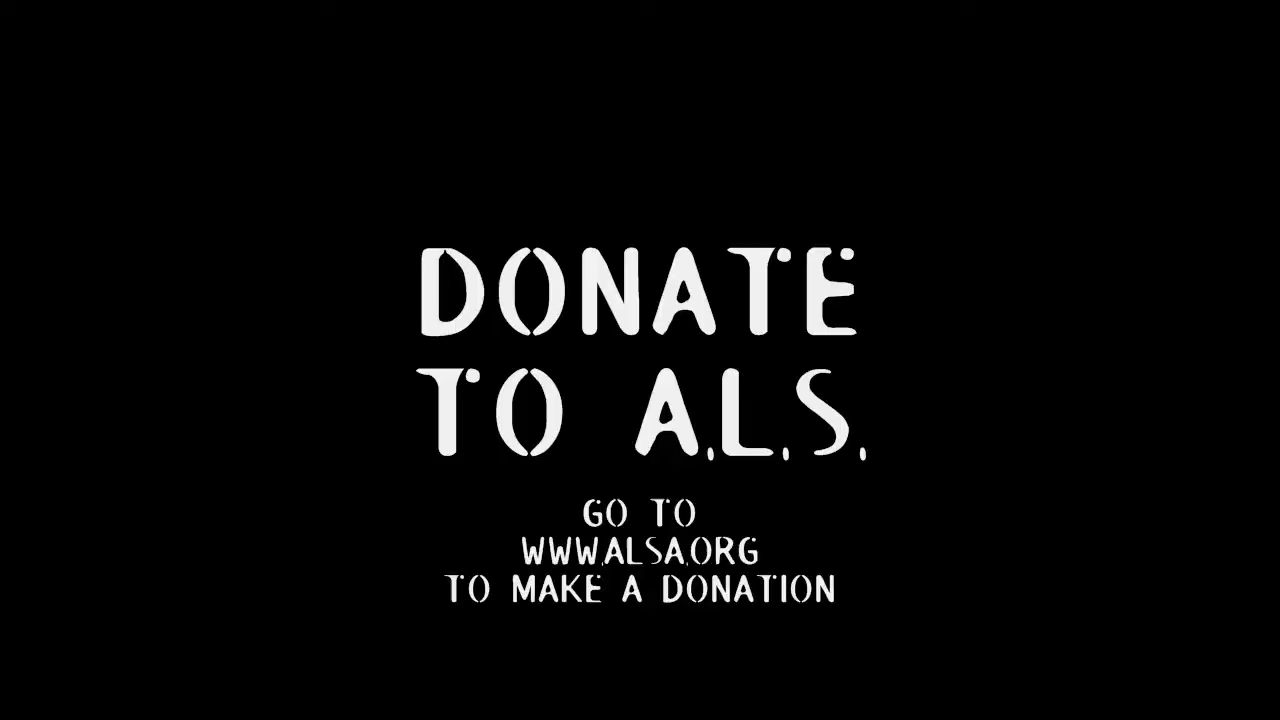 DONATE
TO A.L.S.
GO TO
WWW.ALSA.ORG
TO MAKE A DONATION